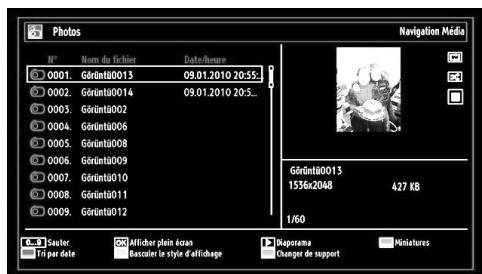 Photos Navigation Média
N° Nom du fichier Date/heure
0001. Görüntü0013 09.01.2010 20:55:..
0002. Görüntü0014 09.01.2010 20:5...
0003. Görüntü002
0004. Görüntü006
0005. Görüntü008
0006. Görüntü009
0007. Görüntü010
0008. Görüntü011
0009. Görüntü012
Görüntü0013
1536x2048 427 KB
1/60
0...9 Sauter OK Afficher plein écran Diaporama Miniatures
Tri par date Basculer le style d'affichage Changer de support